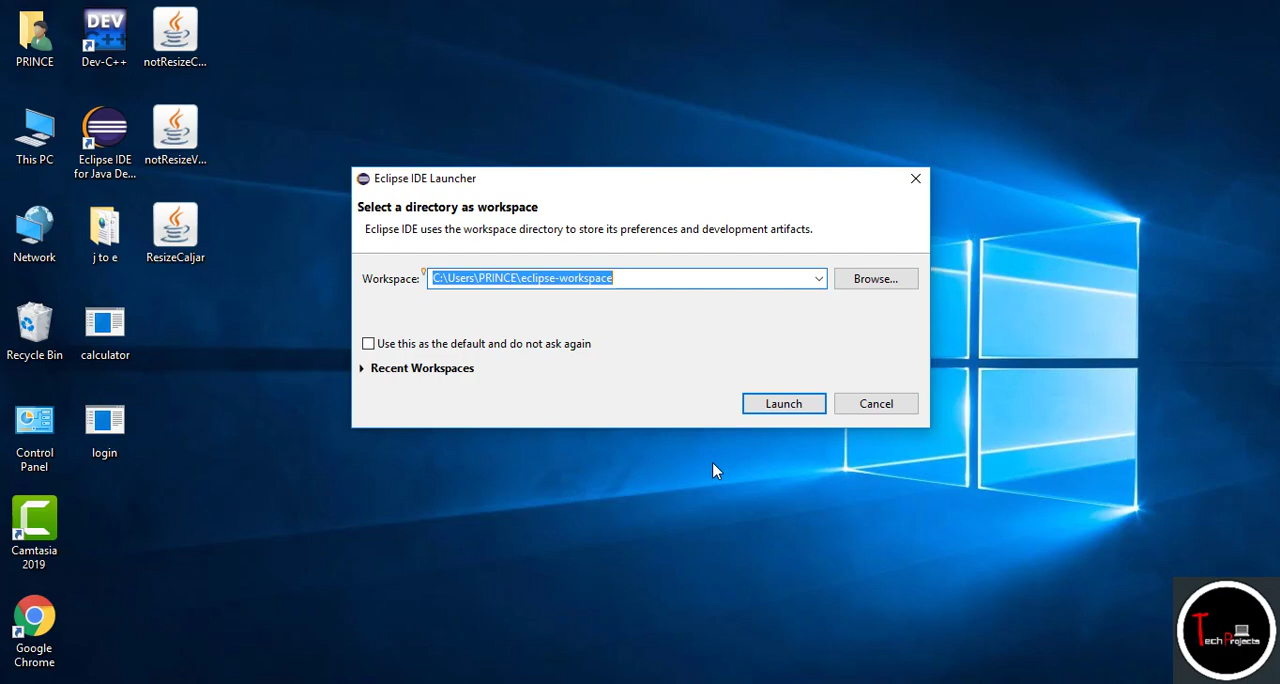 PRINCE
Dev-C++
notResizeC...
This PC
Eclipse IDE
for Java De...
notResizeV...
Network
j to e
ResizeCaljar
Recycle Bin
calculator
Control
Panel
login
Camtasia
2019
Google
Chrome
DEV
C++
Eclipse IDE Launcher
Select a directory as workspace
Eclipse IDE uses the workspace directory to store its preferences and development artifacts.
Workspace:
C:\Users\PRINCE\eclipse-workspace
Browse...
Use this as the default and do not ask again
Recent Workspaces
Launch
Cancel
Tech Projects